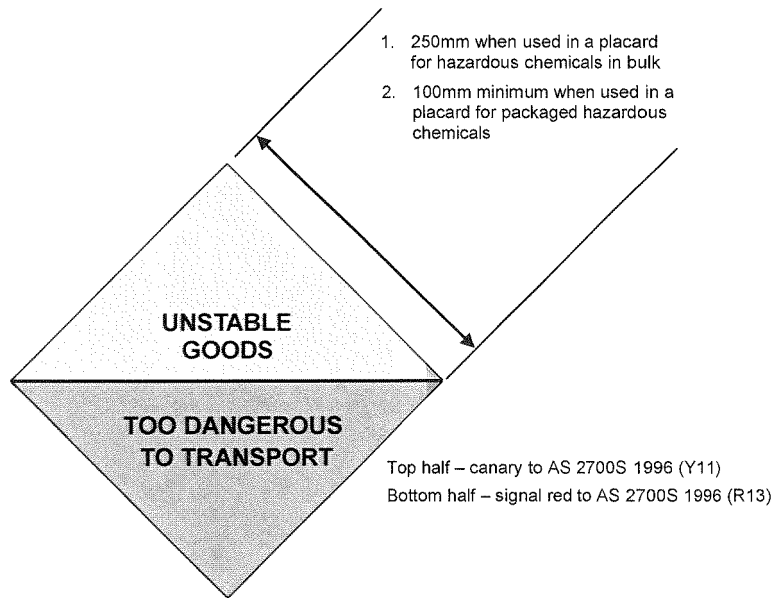 1. 250mm when used in a placard
for hazardous chemicals in bulk
2. 100mm minimum when used in a
placard for packaged hazardous
chemicals
UNSTABLE
GOODS
TOO DANGEROUS
TO TRANSPORT
Top half – canary to AS 2700S 1996 (Y11)
Bottom half – signal red to AS 2700S 1996 (R13)